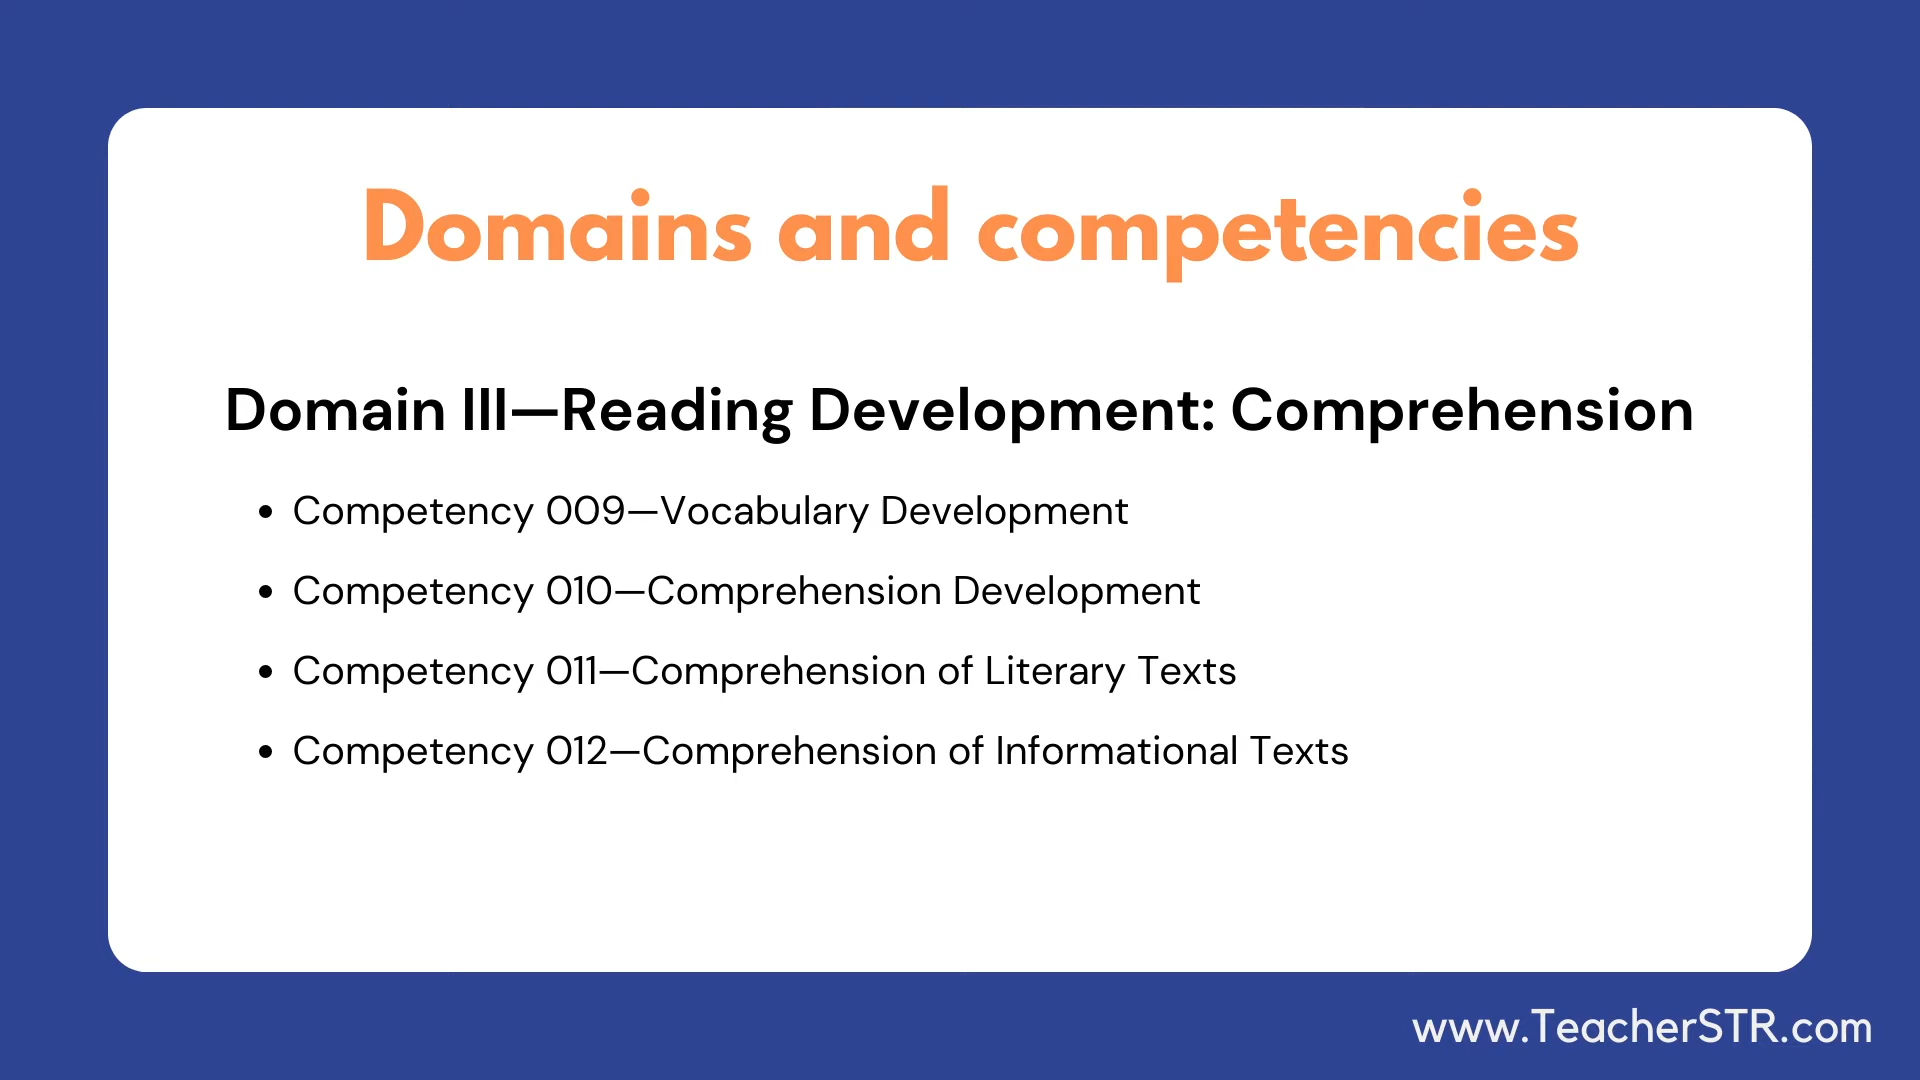 Domains and competencies
Domain III—Reading Development: Comprehension
• Competency 009—Vocabulary Development
• Competency 010—Comprehension Development
• Competency 011—Comprehension of Literary Texts
• Competency 012—Comprehension of Informational Texts
www.TeacherSTR.com